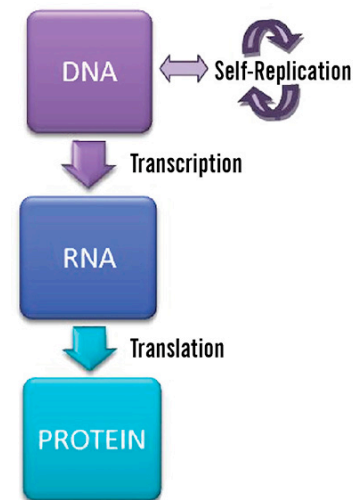 DNA
Self-Replication
Transcription
RNA
Translation
PROTEIN